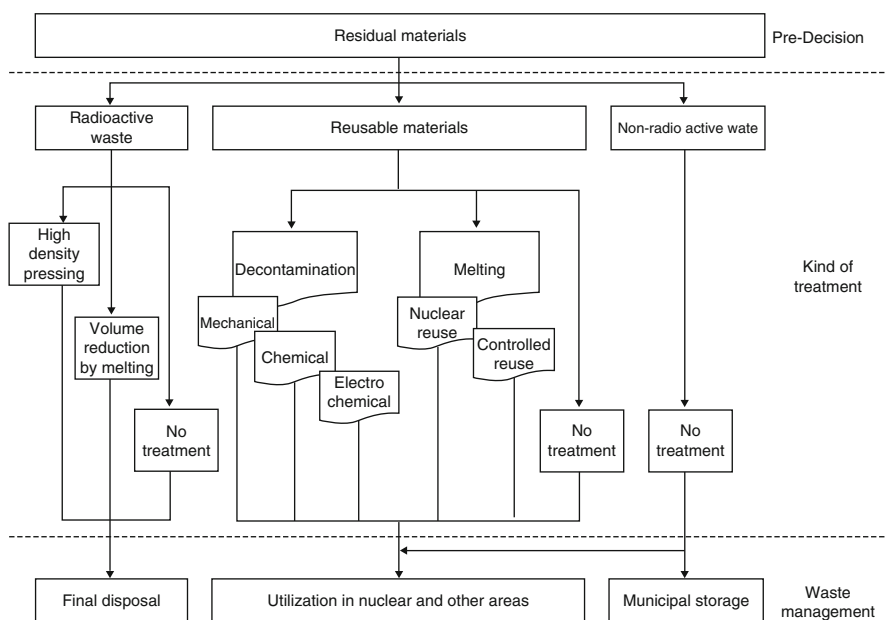 Residual materials
Pre-Decision
Radioactive
waste
Reusable materials
Non-radio active wate
High
density
pressing
Decontamination
Melting
Kind of
treatment
Mechanical
Nuclear
reuse
Volume
reduction
by melting
Chemical
Controlled
reuse
Electro
chemical
No
treatment
No
treatment
No
treatment
Final disposal
Utilization in nuclear and other areas
Municipal storage
Waste
management